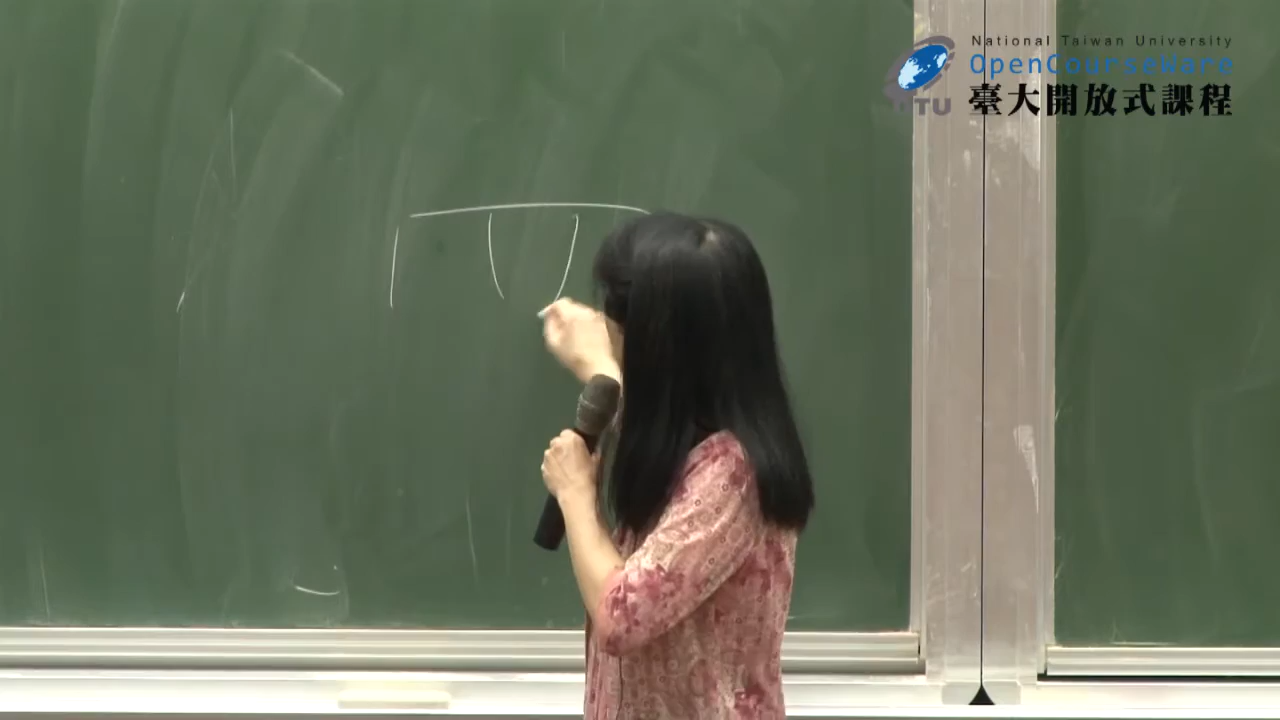 National Taiwan University
OpenCourseWare
NTU 臺大開放式課程